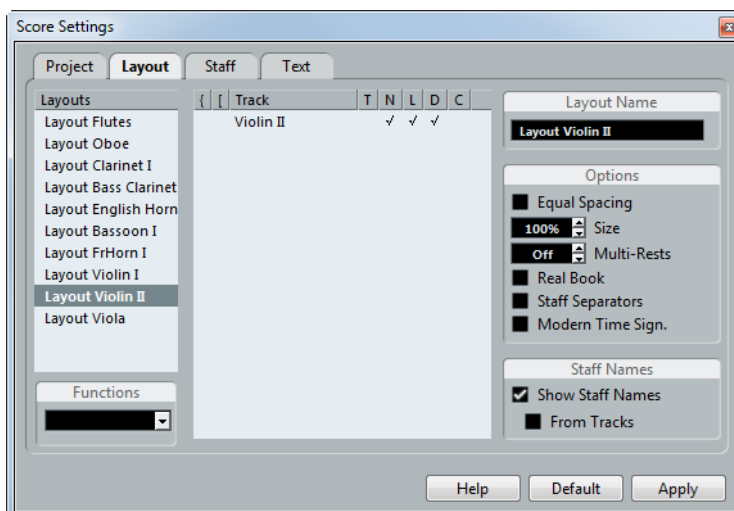 Score Settings
Project Layout Staff Text
Layouts
Layout Flutes
Layout Oboe
Layout Clarinet I
Layout Bass Clarinet
Layout English Horn
Layout Bassoon I
Layout FrHorn I
Layout Violin I
Layout Violin II
Layout Viola
Functions
{ [ Track T N L D C
Violin II √ √ √
Layout Name
Layout Violin II
Options
Equal Spacing
100% Size
Off Multi-Rests
Real Book
Staff Separators
Modern Time Sign.
Staff Names
Show Staff Names
From Tracks
Help Default Apply